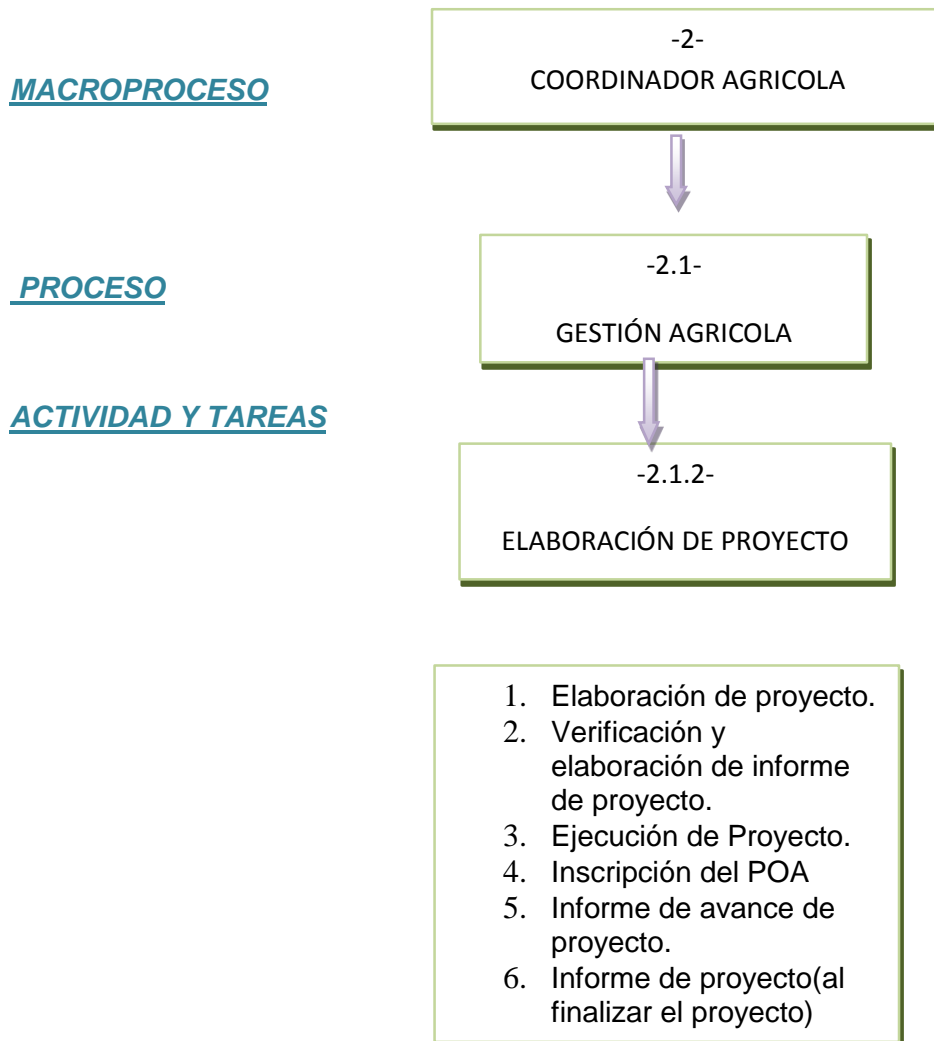 -2-
MACROPROCESO
COORDINADOR AGRICOLA
-2.1-
PROCESO
GESTIÓN AGRICOLA
ACTIVIDAD Y TAREAS
-2.1.2-
ELABORACIÓN DE PROYECTO
1. Elaboración de proyecto.
2. Verificación y
elaboración de informe
de proyecto.
3. Ejecución de Proyecto.
4. Inscripción del POA
5. Informe de avance de
proyecto.
6. Informe de proyecto(al
finalizar el proyecto)